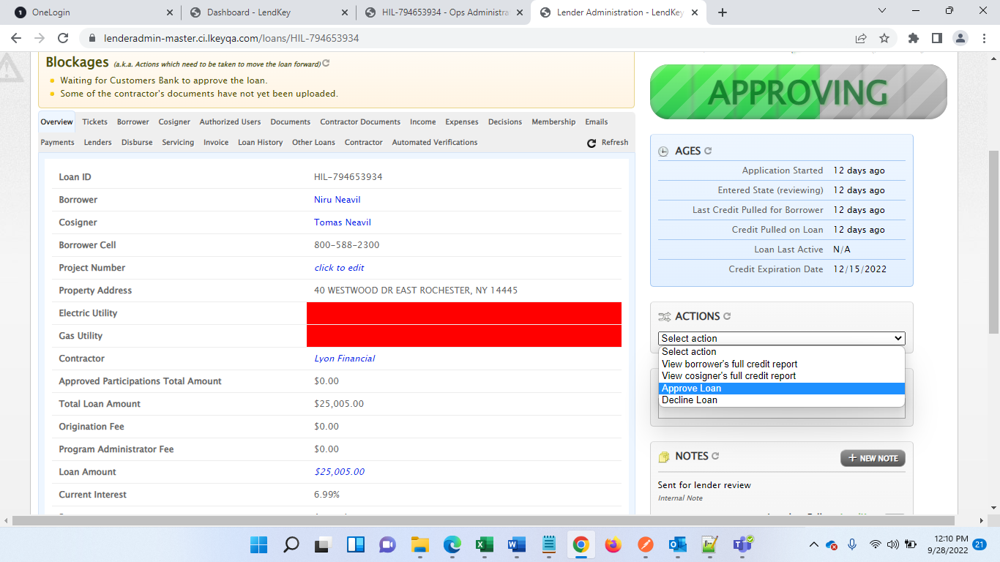 OneLogin
Dashboard - LendKey
HIL-794653934 - Ops Administra
Lender Administration - LendKey
lenderadmin-master.ci.lkeyqa.com/loans/HIL-794653934
Blockages (a.k.a. Actions which need to be taken to move the loan forward)
Waiting for Customers Bank to approve the loan.
Some of the contractor's documents have not yet been uploaded.
Overview Tickets Borrower Cosigner Authorized Users Documents Contractor Documents Income Expenses Decisions Membership Emails
Payments Lenders Disburse Servicing Invoice Loan History Other Loans Contractor Automated Verifications Refresh
Loan ID HIL-794653934
Borrower Niru Neavil
Cosigner Tomas Neavil
Borrower Cell 800-588-2300
Project Number click to edit
Property Address 40 WESTWOOD DR EAST ROCHESTER, NY 14445
Electric Utility
Gas Utility
Contractor Lyon Financial
Approved Participations Total Amount $0.00
Total Loan Amount $25,005.00
Origination Fee $0.00
Program Administrator Fee $0.00
Loan Amount $25,005.00
Current Interest 6.99%
APPROVING
AGES
Application Started 12 days ago
Entered State (reviewing) 12 days ago
Last Credit Pulled for Borrower 12 days ago
Credit Pulled on Loan 12 days ago
Loan Last Active N/A
Credit Expiration Date 12/15/2022
ACTIONS
Select action
Select action
View borrower's full credit report
View cosigner's full credit report
Approve Loan
Decline Loan
NOTES + NEW NOTE
Sent for lender review
Internal Note
12:10 PM
9/28/2022
21